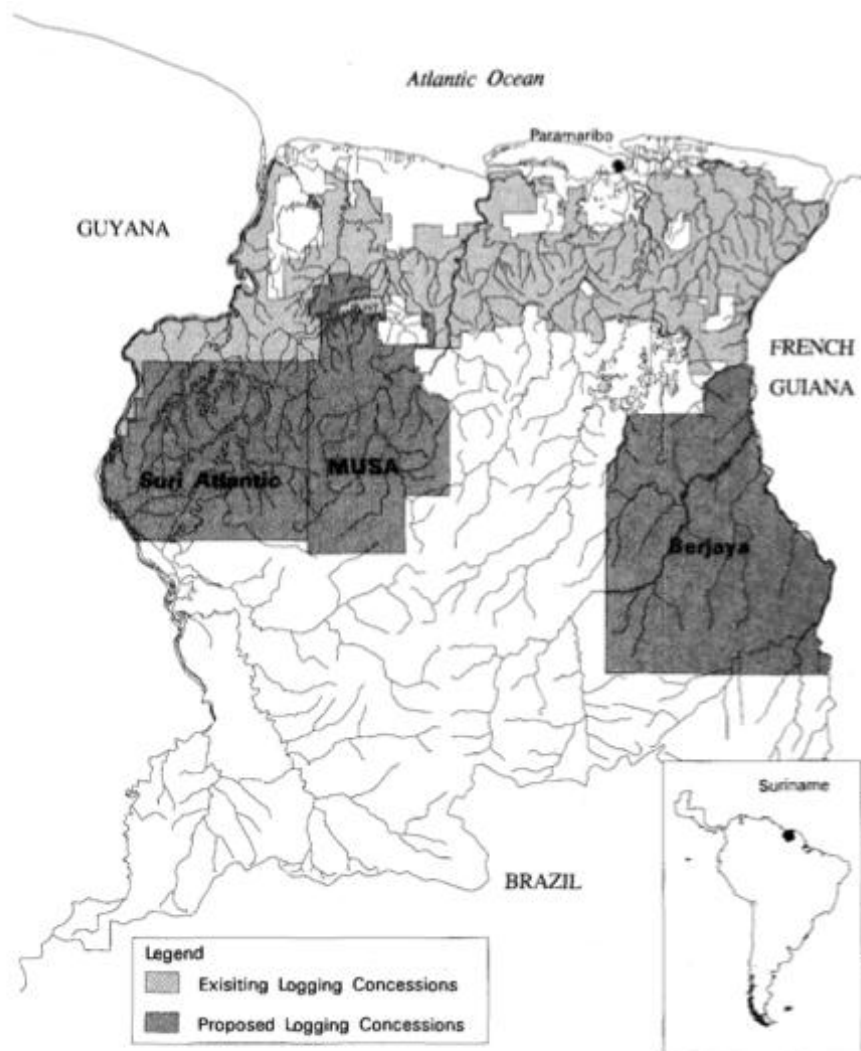 Atlantic Ocean
Paramaribo
GUYANA
FRENCH
GUIANA
Suri Atlantic
MUSA
Berjaya
Suriname
BRAZIL
Legend
Exisiting Logging Concessions
Proposed Logging Concessions